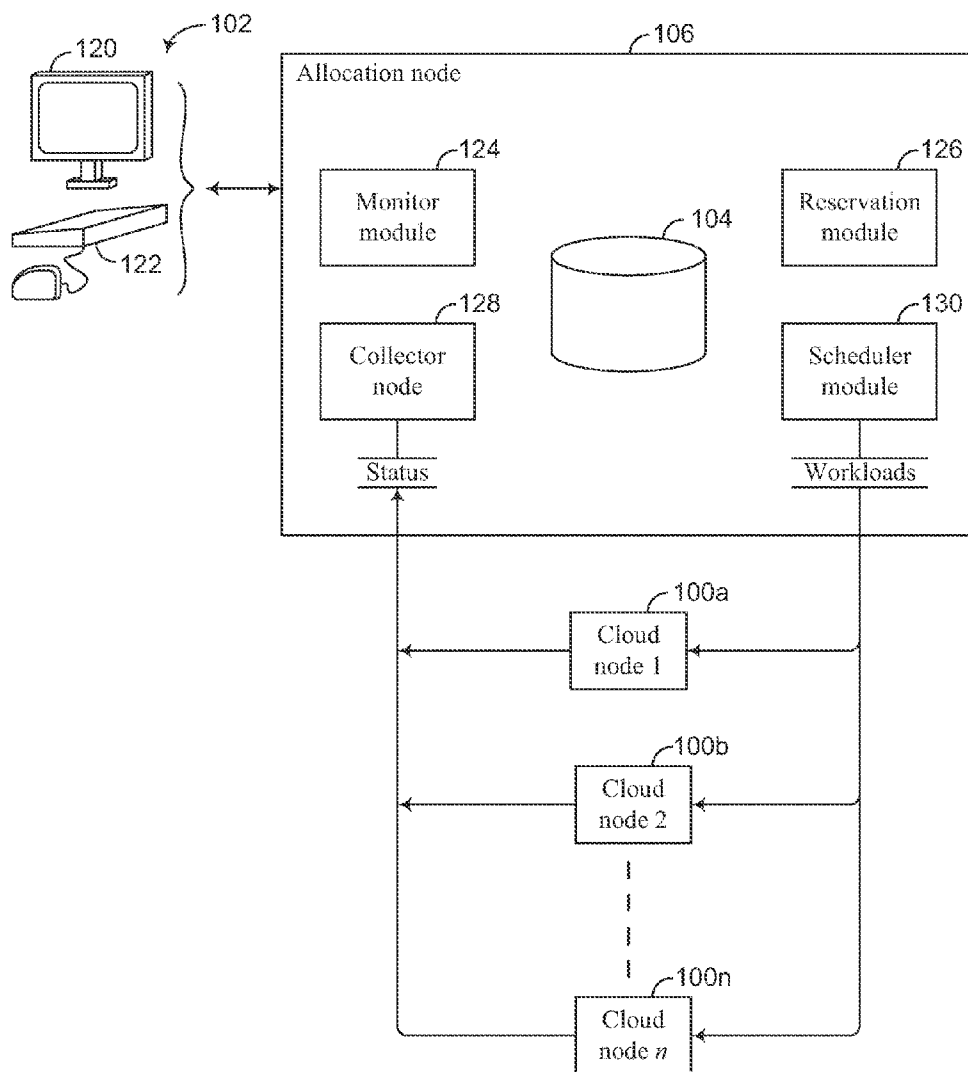 102
120
106
Allocation node
124
Monitor
module
126
Reservation
module
104
122
128
Collector
node
130
Scheduler
module
Status
Workloads
100a
Cloud
node 1
100b
Cloud
node 2
100n
Cloud
node n